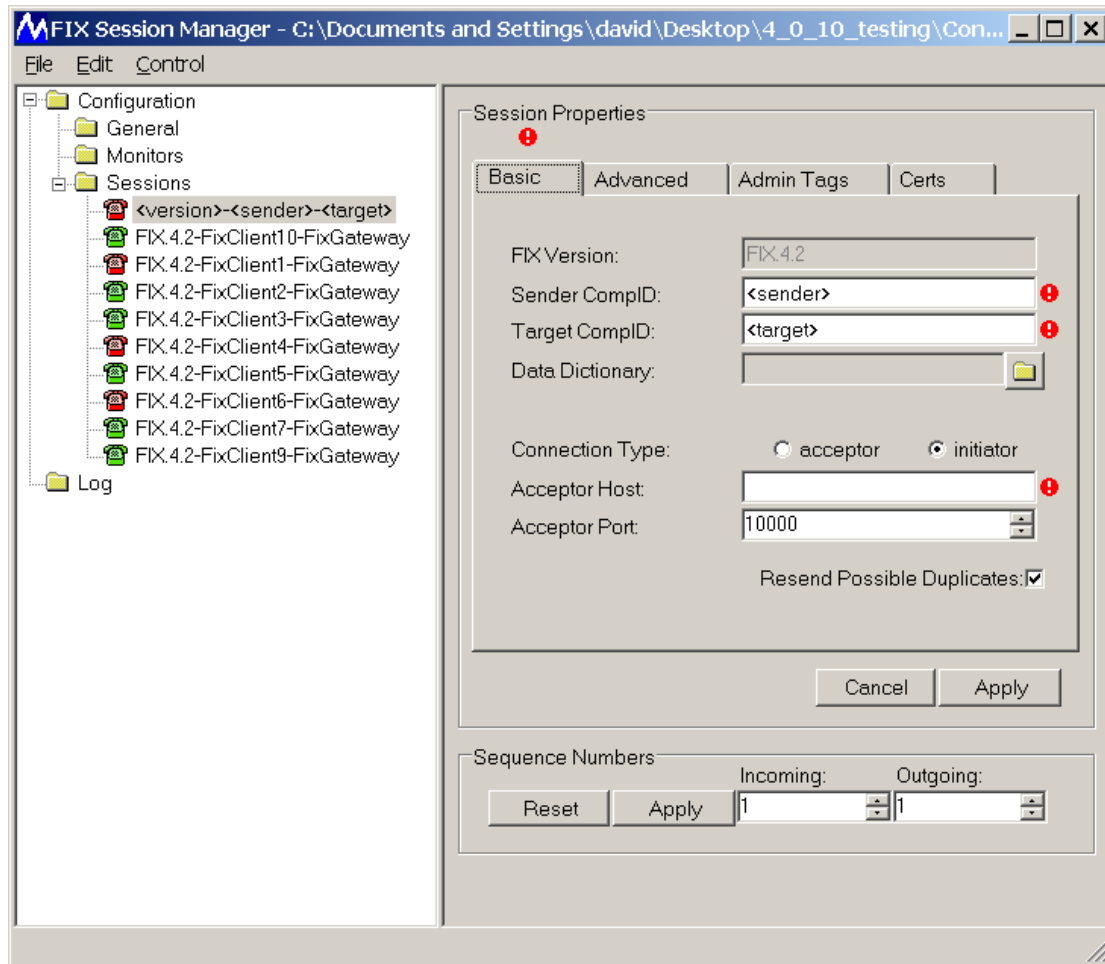 FIX Session Manager - C:\Documents and Settings\david\Desktop\4_0_10_testing\Con...
File Edit Control
Configuration
General
Monitors
Sessions
<version>-<sender>-<target>
FIX.4.2-FixClient10-FixGateway
FIX.4.2-FixClient1-FixGateway
FIX.4.2-FixClient2-FixGateway
FIX.4.2-FixClient3-FixGateway
FIX.4.2-FixClient4-FixGateway
FIX.4.2-FixClient5-FixGateway
FIX.4.2-FixClient6-FixGateway
FIX.4.2-FixClient7-FixGateway
FIX.4.2-FixClient9-FixGateway
Log
Session Properties
Basic Advanced Admin Tags Certs
FIX Version: FIX.4.2
Sender CompID: <sender>
Target CompID: <target>
Data Dictionary:
Connection Type: acceptor initiator
Acceptor Host:
Acceptor Port: 10000
Resend Possible Duplicates:
Cancel Apply
Sequence Numbers
Incoming: Outgoing:
Reset Apply 1 1